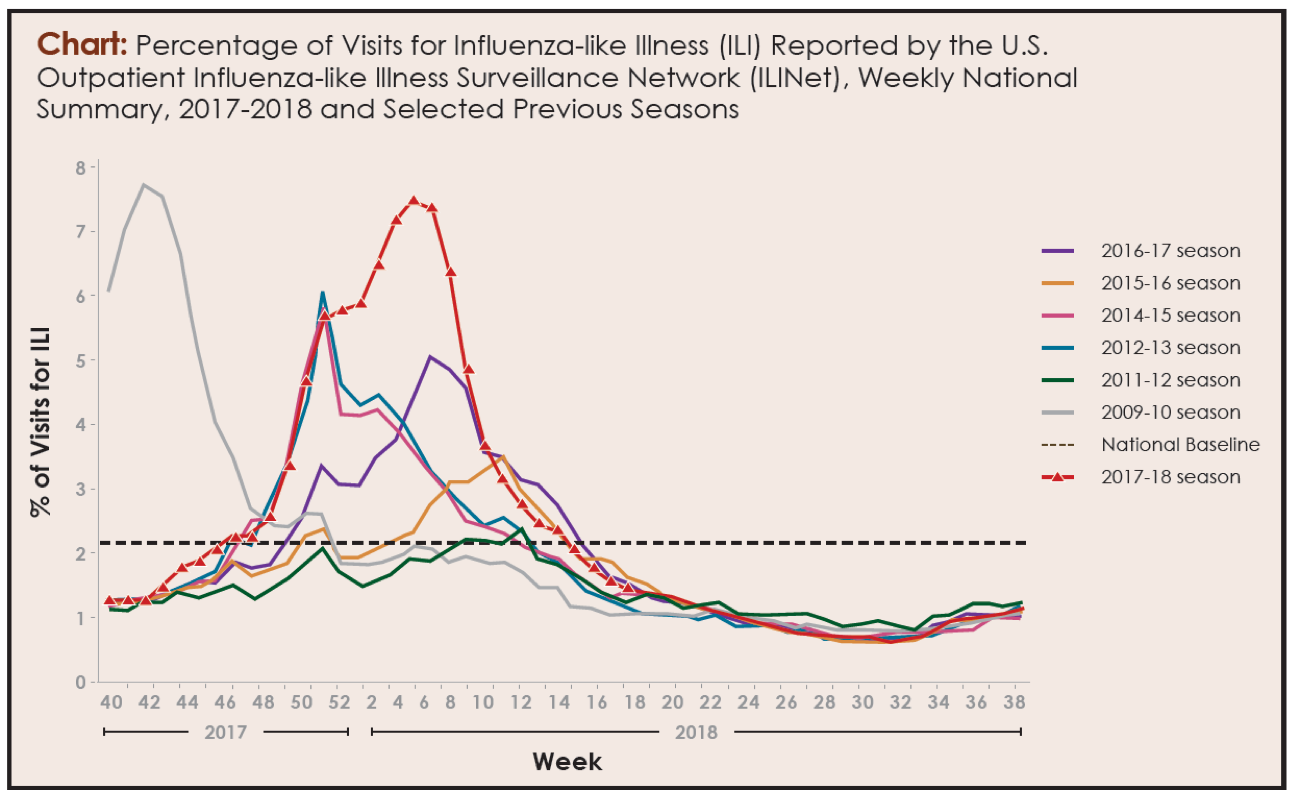 Chart: Percentage of Visits for Influenza-like Illness (ILI) Reported by the U.S.
Outpatient Influenza-like Illness Surveillance Network (ILINet), Weekly National
Summary, 2017-2018 and Selected Previous Seasons
% of Visits for ILI
8
7
6
5
4
3
2
1
0
2016-17 season
2015-16 season
2014-15 season
2012-13 season
2011-12 season
2009-10 season
National Baseline
2017-18 season
40 42 44 46 48 50 52 2 4 6 8 10 12 14 16 18 20 22 24 26 28 30 32 34 36 38
2017 2018
Week